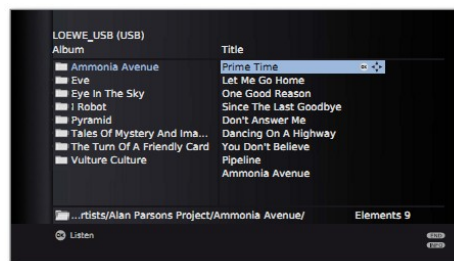 LOEWE_USB (USB)
Album Title
Ammonia Avenue Prime Time OK
Eve Let Me Go Home
Eye In The Sky One Good Reason
I Robot Since The Last Goodbye
Pyramid Don't Answer Me
Tales Of Mystery And Ima... Dancing On A Highway
The Turn Of A Friendly Card You Don't Believe
Vulture Culture Pipeline
Ammonia Avenue
...rtists/Alan Parsons Project/Ammonia Avenue/ Elements 9
OK Listen END
INFO